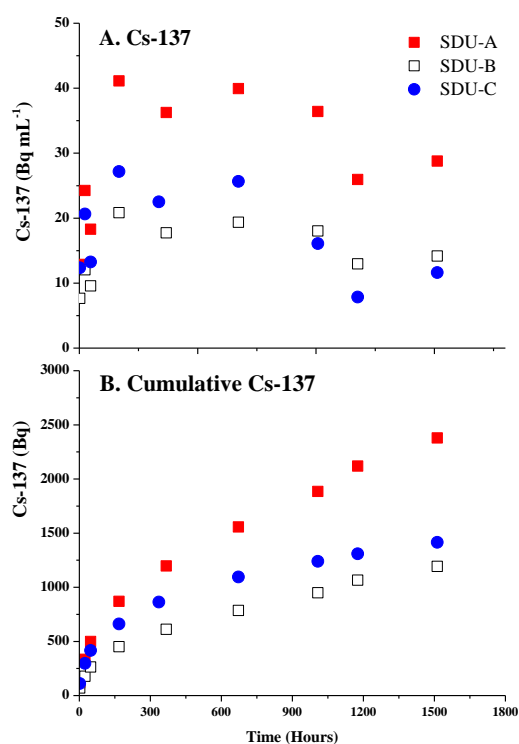 A. Cs-137
SDU-A
SDU-B
SDU-C
Cs-137 (Bq mL⁻¹)
50
40
30
20
10
0
B. Cumulative Cs-137
Cs-137 (Bq)
3000
2500
2000
1500
1000
500
0
0 300 600 900 1200 1500 1800
Time (Hours)